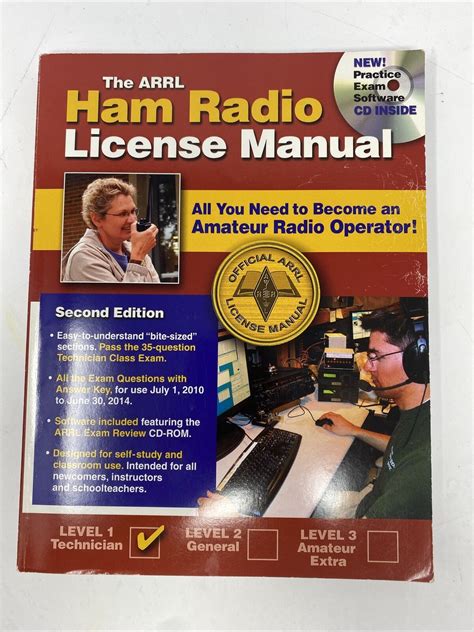 The ARRL
Ham Radio
License Manual
NEW!
Practice
Exam
Software
CD INSIDE
All You Need to Become an
Amateur Radio Operator!
OFFICIAL ARRL
LICENSE MANUAL
Second Edition
• Easy-to-understand "bite-sized"
sections. Pass the 35-question
Technician Class Exam.
• All the Exam Questions with
Answer Key, for use July 1, 2010
to June 30, 2014.
• Software included featuring the
ARRL Exam Review CD-ROM.
• Designed for self-study and
classroom use. Intended for all
newcomers, instructors
and schoolteachers.
LEVEL 1
Technician
LEVEL 2
General
LEVEL 3
Amateur
Extra